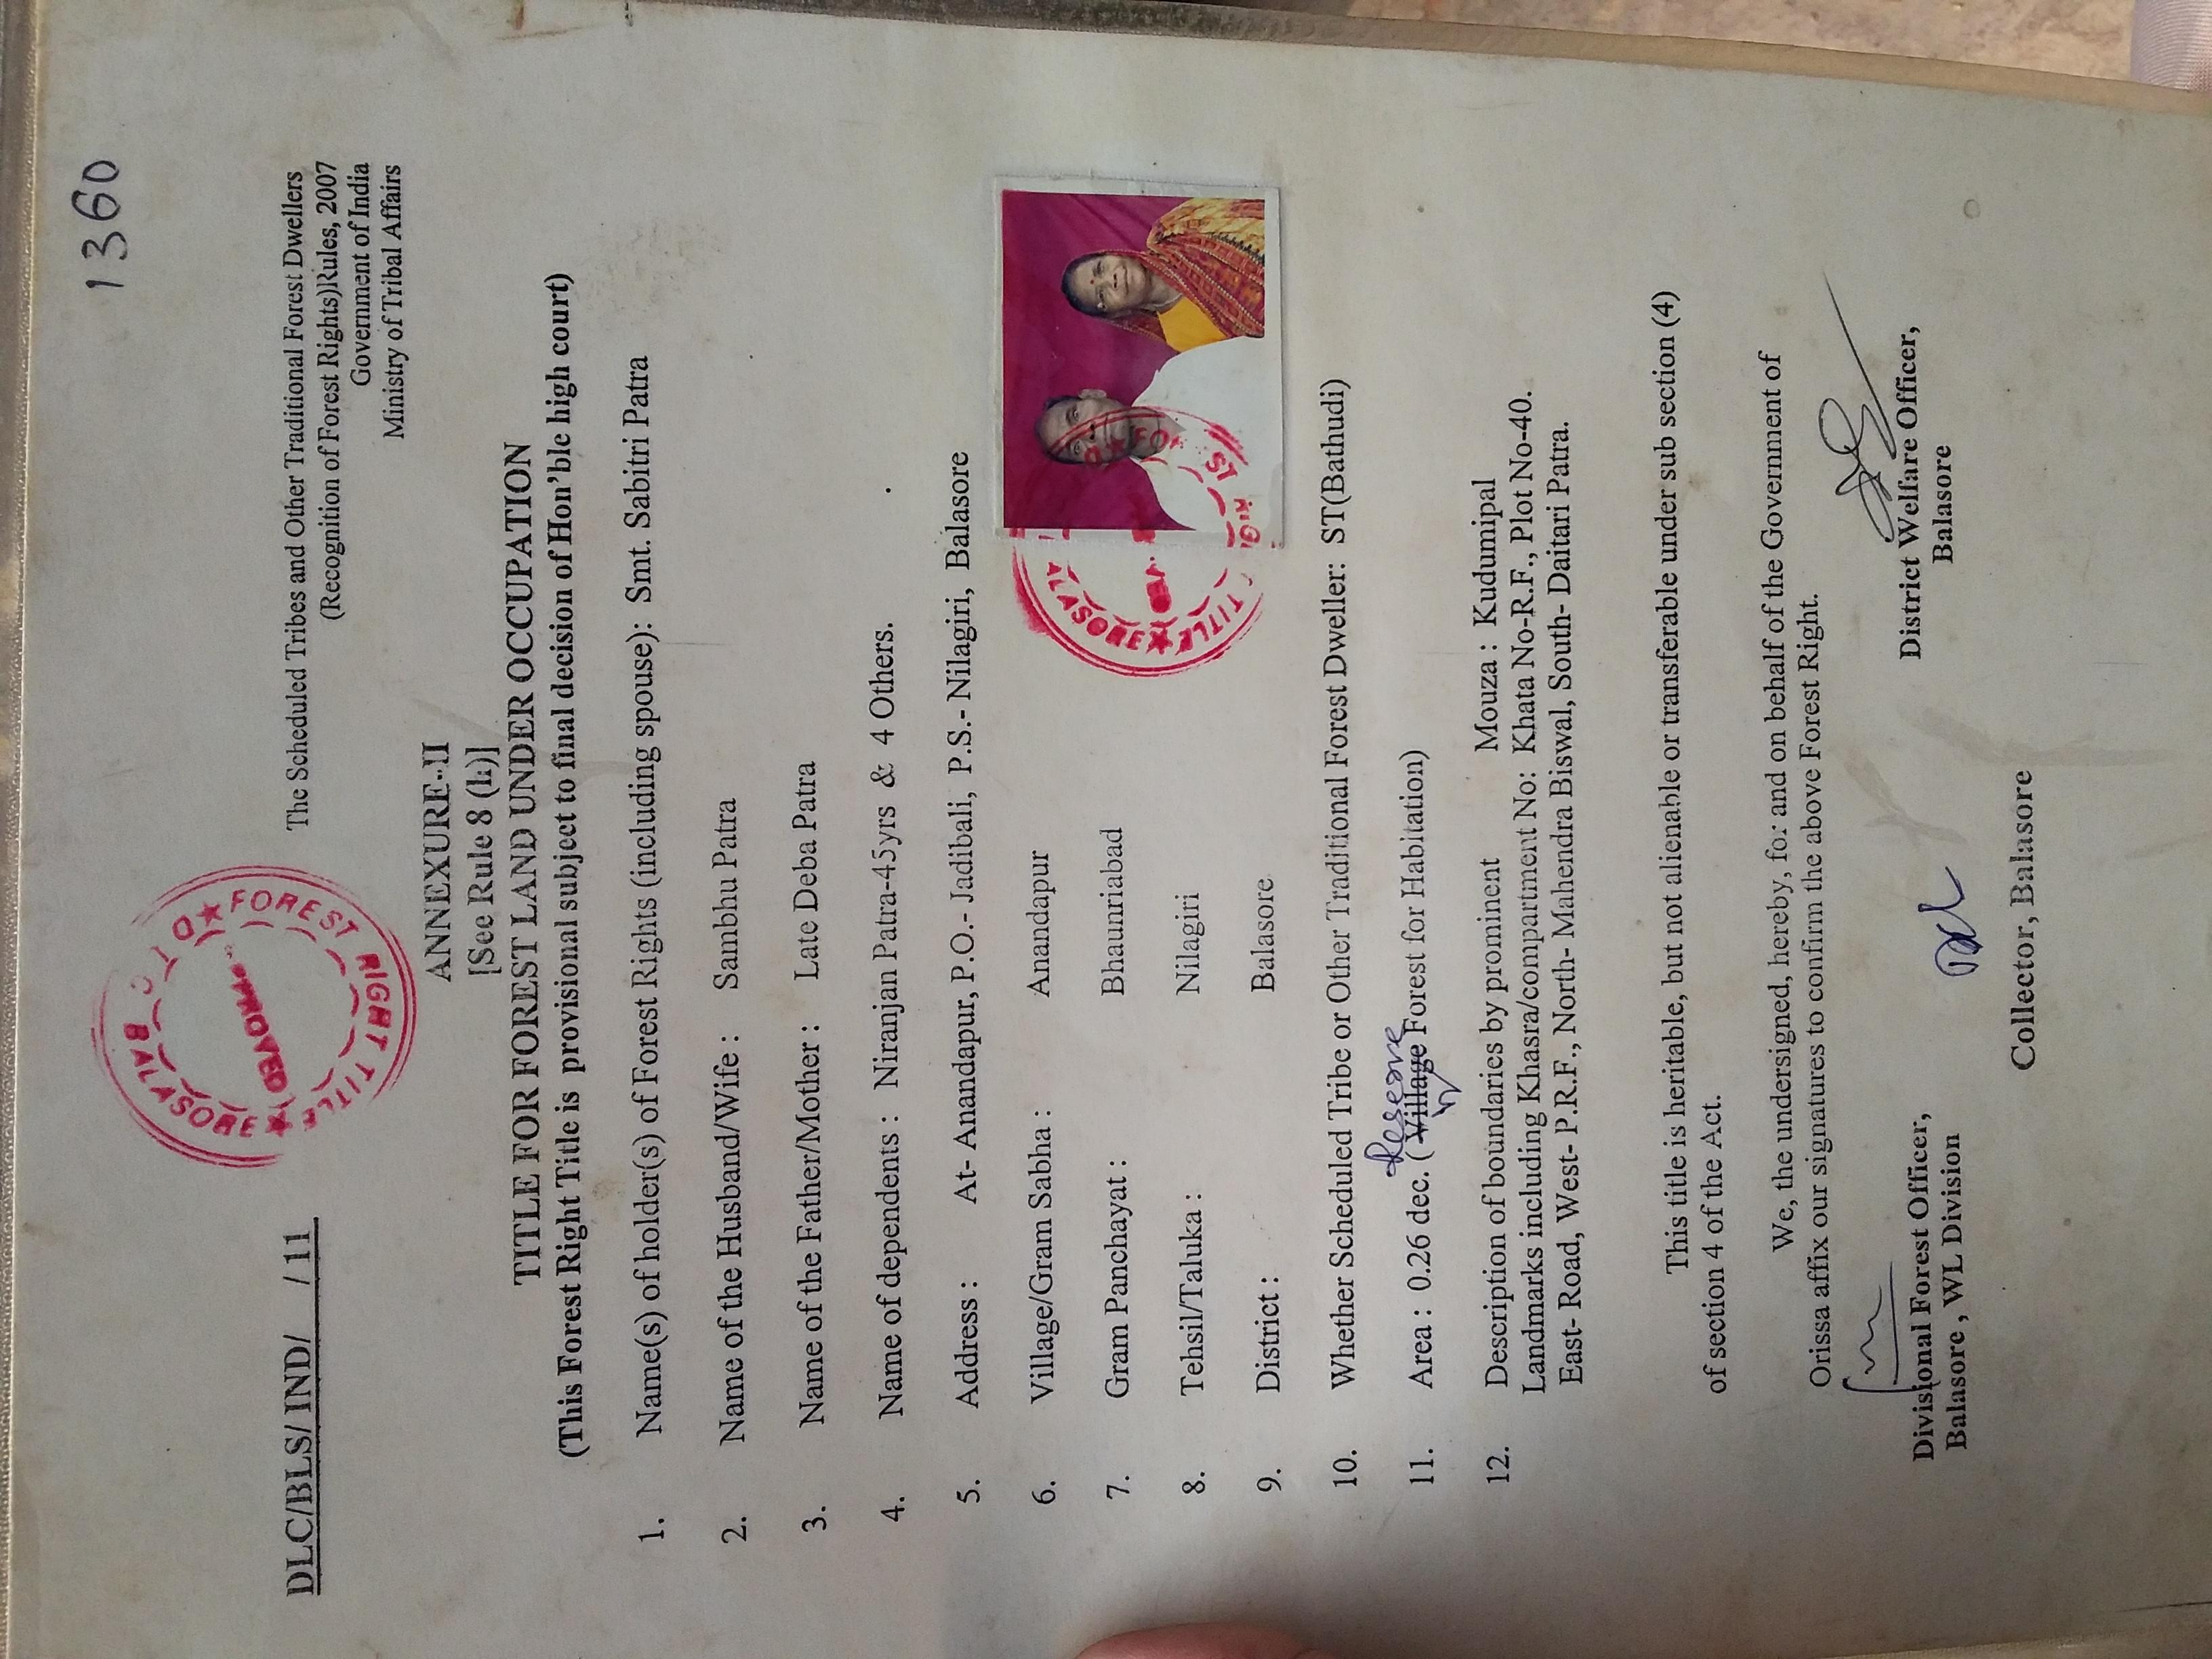 1360
DLC/BLS/ IND/ / 11
BALASORE ★ FOREST RIGHT TITLE ★
APPROVED
The Scheduled Tribes and Other Traditional Forest Dwellers
(Recognition of Forest Rights)Rules, 2007
Government of India
Ministry of Tribal Affairs
ANNEXURE-II
[See Rule 8 (h)]
TITLE FOR FOREST LAND UNDER OCCUPATION
(This Forest Right Title is provisional subject to final decision of Hon'ble high court)
1. Name(s) of holder(s) of Forest Rights (including spouse): Smt. Sabitri Patra
2. Name of the Husband/Wife : Sambhu Patra
3. Name of the Father/Mother : Late Deba Patra
4. Name of dependents : Niranjan Patra-45yrs & 4 Others.
5. Address : At- Anandapur, P.O.- Jadibali, P.S.- Nilagiri, Balasore
6. Village/Gram Sabha : Anandapur
7. Gram Panchayat : Bhaunriabad
8. Tehsil/Taluka : Nilagiri
9. District : Balasore
ALASORE ★ TITLE
10. Whether Scheduled Tribe or Other Traditional Forest Dweller: ST(Bathudi)
Reserve
11. Area : 0.26 dec. ( Village Forest for Habitation)
12. Description of boundaries by prominent Mouza : Kudumipal
Landmarks including Khasra/compartment No: Khata No-R.F., Plot No-40.
East- Road, West- P.R.F., North- Mahendra Biswal, South- Daitari Patra.
This title is heritable, but not alienable or transferable under sub section (4)
of section 4 of the Act.
We, the undersigned, hereby, for and on behalf of the Government of
Orissa affix our signatures to confirm the above Forest Right.
Divisional Forest Officer, District Welfare Officer,
Balasore , WL Division Balasore
Collector, Balasore